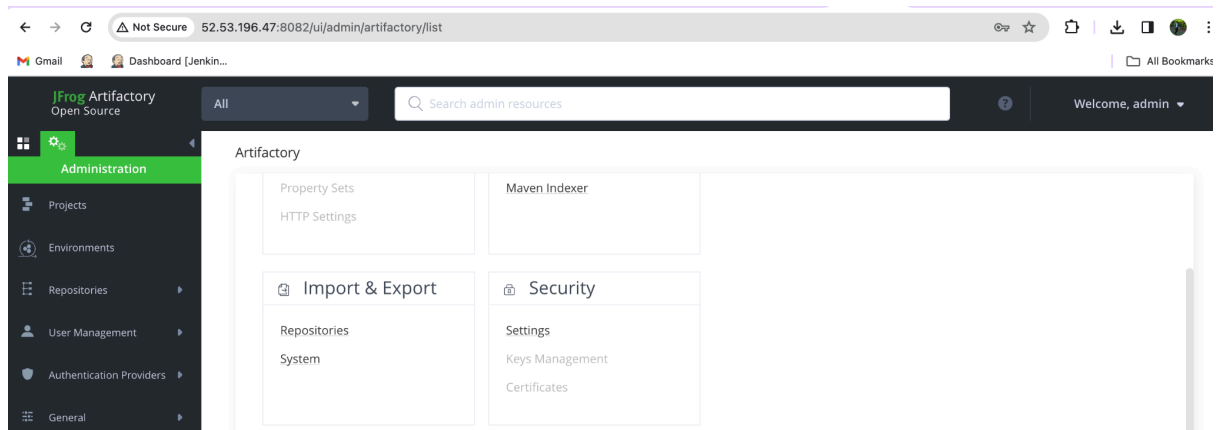 Not Secure 52.53.196.47:8082/ui/admin/artifactory/list
Gmail Dashboard [Jenkin... All Bookmarks
JFrog Artifactory
Open Source
All
Search admin resources
Welcome, admin
Administration
Artifactory
Projects
Environments
Repositories
User Management
Authentication Providers
General
Property Sets
HTTP Settings
Maven Indexer
Import & Export
Repositories
System
Security
Settings
Keys Management
Certificates